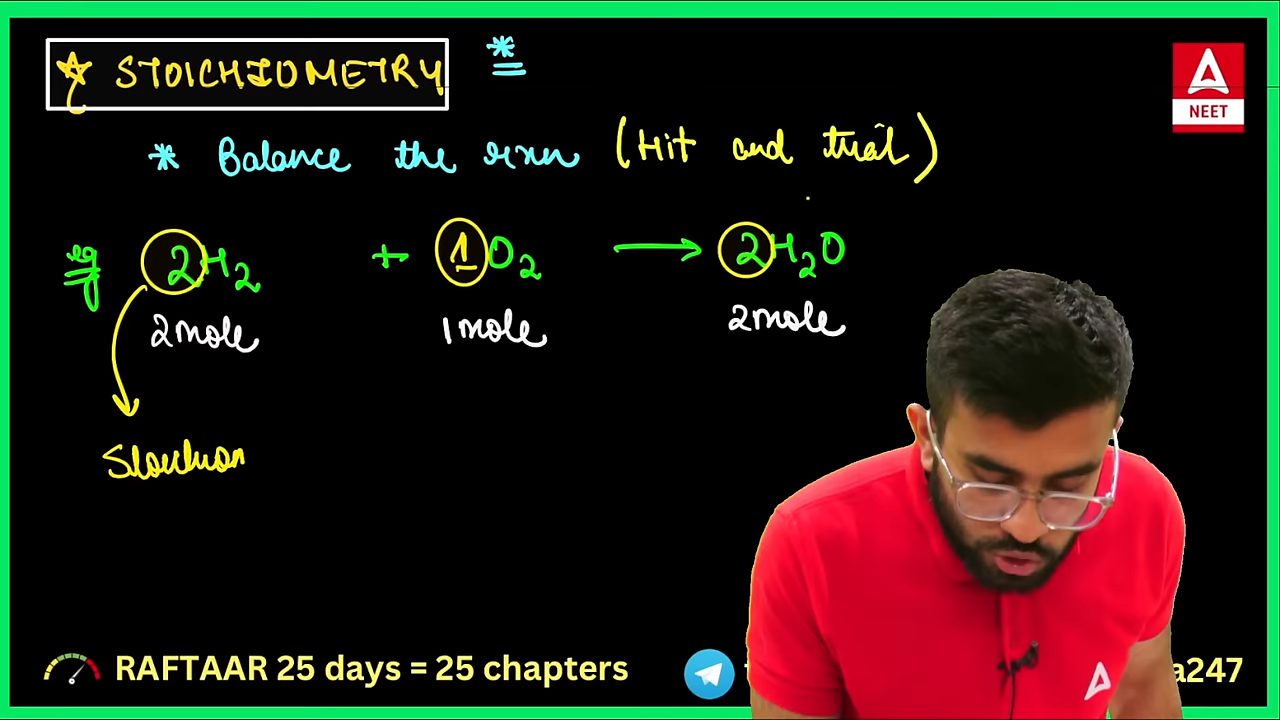 ☆ STOICHIOMETRY *
NEET
* Balance the rxn (Hit and trial)
eg 2H₂ + 1O₂ → 2H₂O
2mole 1mole 2mole
RAFTAAR 25 days = 25 chapters
a247